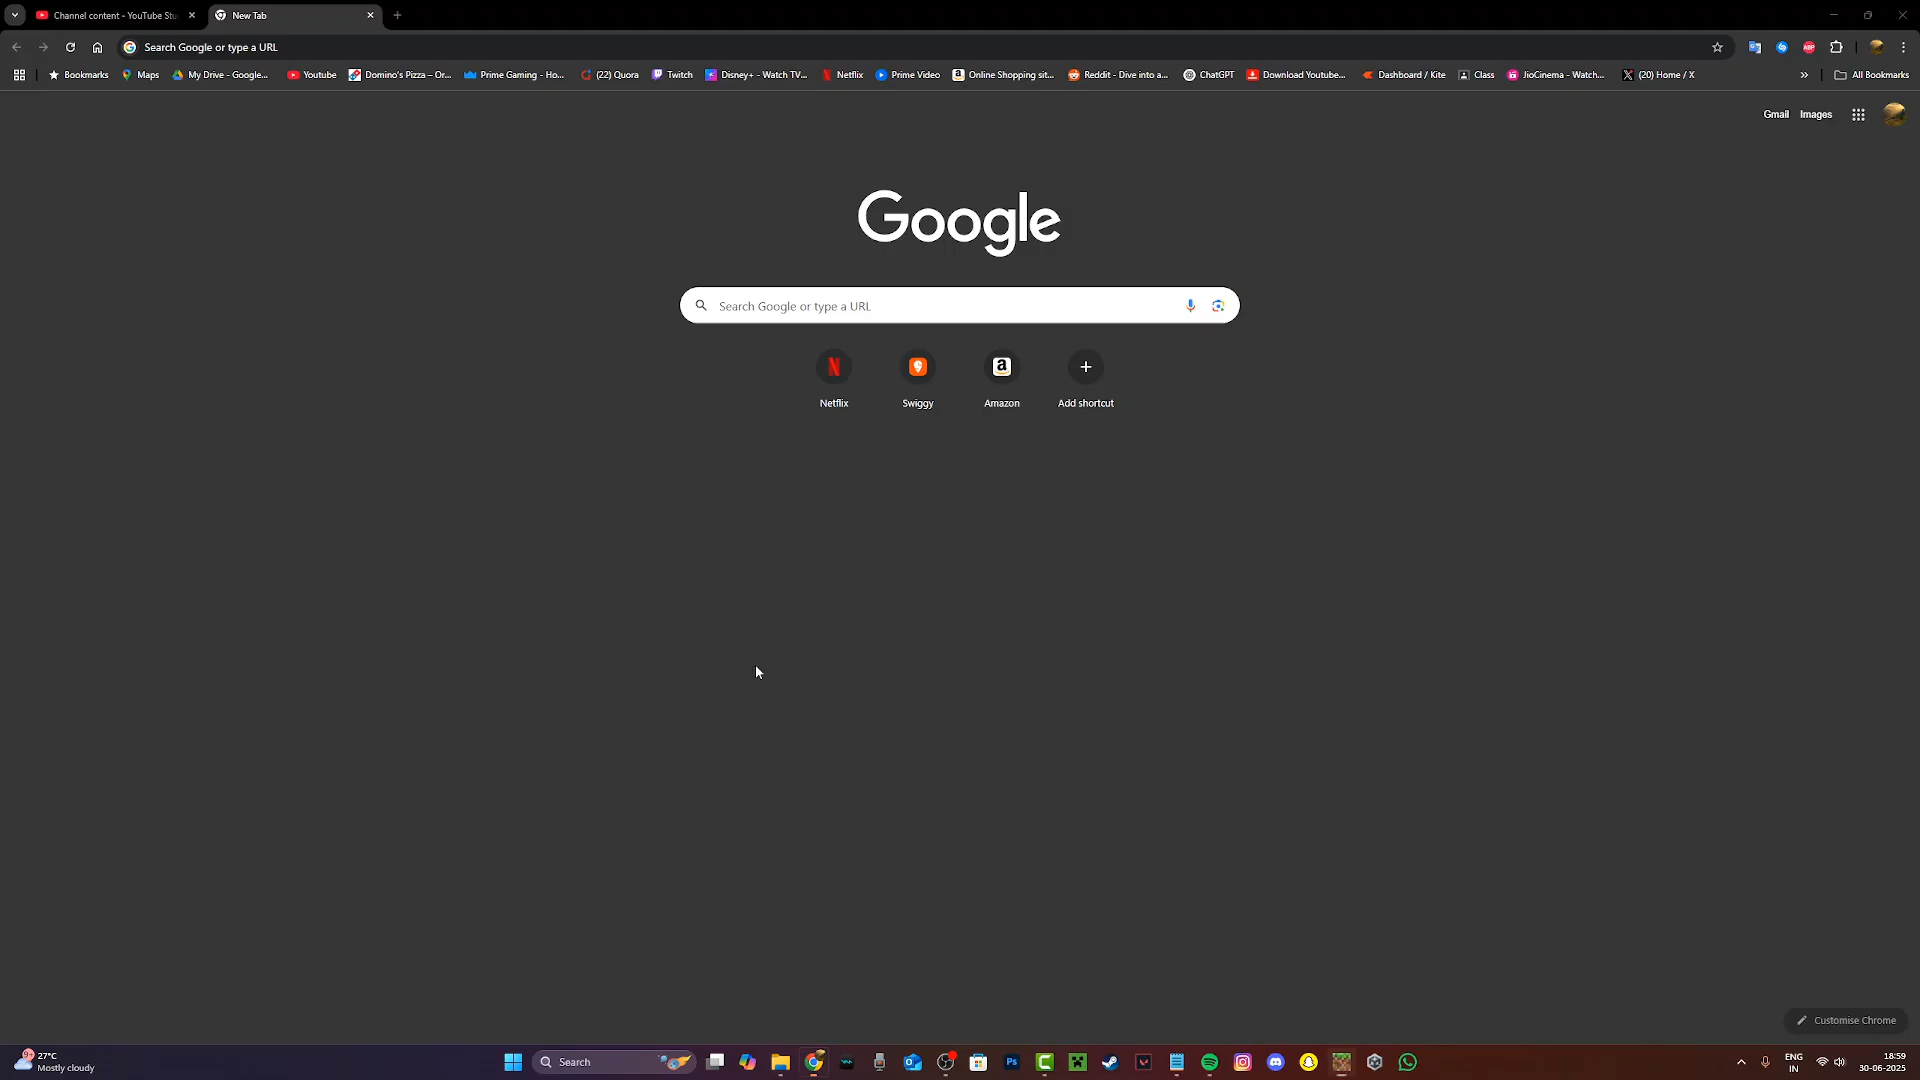 Channel content - YouTube Stu
New Tab
Search Google or type a URL
Bookmarks
Maps
My Drive - Google...
Youtube
Domino's Pizza – Or...
Prime Gaming - Ho...
(22) Quora
Twitch
Disney+ - Watch TV...
Netflix
Prime Video
Online Shopping sit...
Reddit - Dive into a...
ChatGPT
Download Youtube...
Dashboard / Kite
Class
JioCinema - Watch...
(20) Home / X
All Bookmarks
Gmail
Images
Google
Search Google or type a URL
Netflix
Swiggy
Amazon
Add shortcut
Customise Chrome
27°C
Mostly cloudy
Search
ENG
IN
18:59
30-06-2025